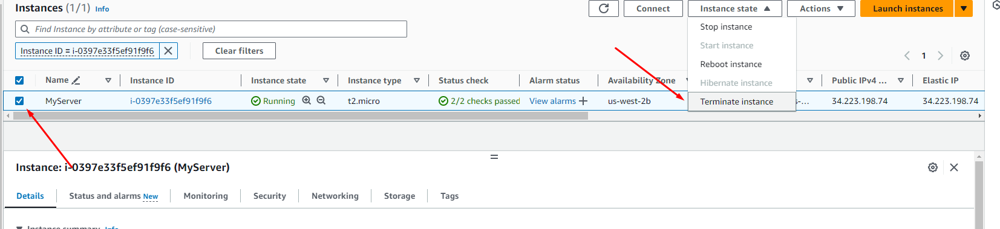 Instances (1/1) Info
Connect
Instance state
Actions
Launch instances
Find Instance by attribute or tag (case-sensitive)
Stop instance
Instance ID = i-0397e33f5ef91f9f6
Clear filters
Start instance
1
Reboot instance
Name
Instance ID
Instance state
Instance type
Status check
Alarm status
Availability Zone
Hibernate instance
Public IPv4 ...
Elastic IP
MyServer
i-0397e33f5ef91f9f6
Running
t2.micro
2/2 checks passed
View alarms
us-west-2b
Terminate instance
s-...
34.223.198.74
34.223.198.74
Instance: i-0397e33f5ef91f9f6 (MyServer)
Details
Status and alarms New
Monitoring
Security
Networking
Storage
Tags
Instance summary Info